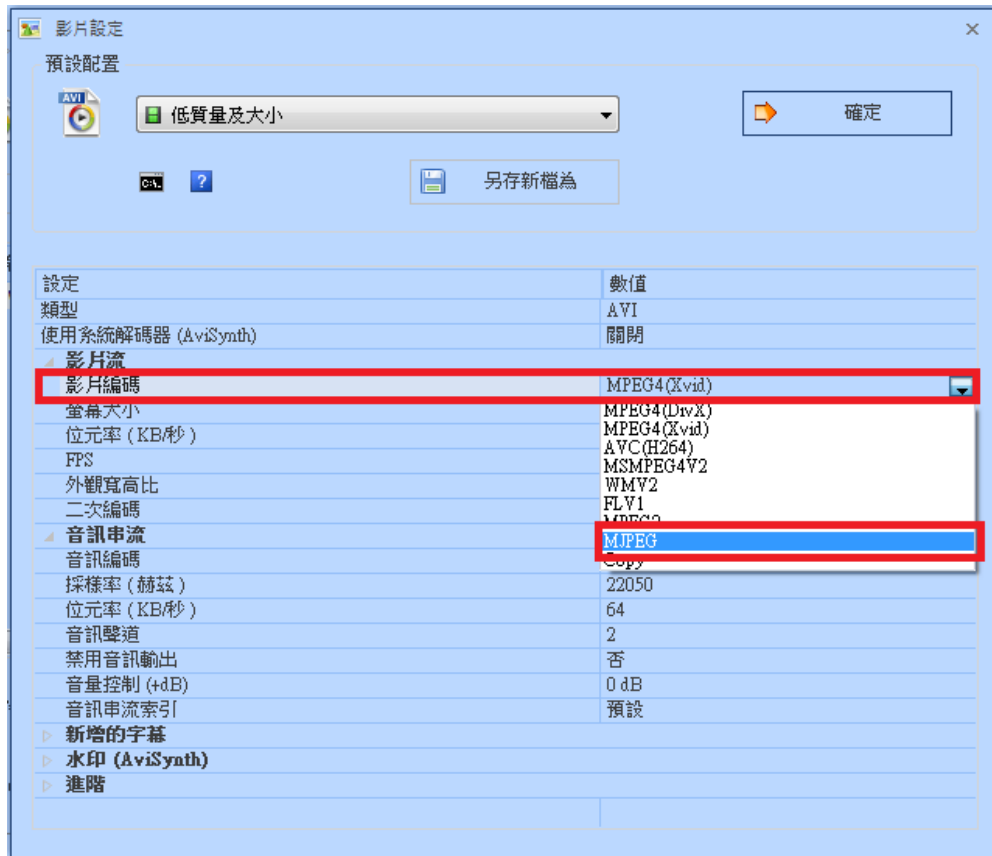 影片設定
預設配置
AVI
低質量及大小
確定
C:\.
?
另存新檔為
設定 數值
類型 AVI
使用系統解碼器 (AviSynth) 關閉
影片流
影片編碼 MPEG4(Xvid)
螢幕大小 MPEG4(DivX)
MPEG4(Xvid)
位元率 (KB/秒) AVC(H264)
FPS MSMPEG4V2
外觀寬高比 WMV2
FLV1
二次編碼 MPEG2
音訊串流 MJPEG
音訊編碼 Copy
採樣率 (赫茲) 22050
位元率 (KB/秒) 64
音訊聲道 2
禁用音訊輸出 否
音量控制 (+dB) 0 dB
音訊串流索引 預設
新增的字幕
水印 (AviSynth)
進階